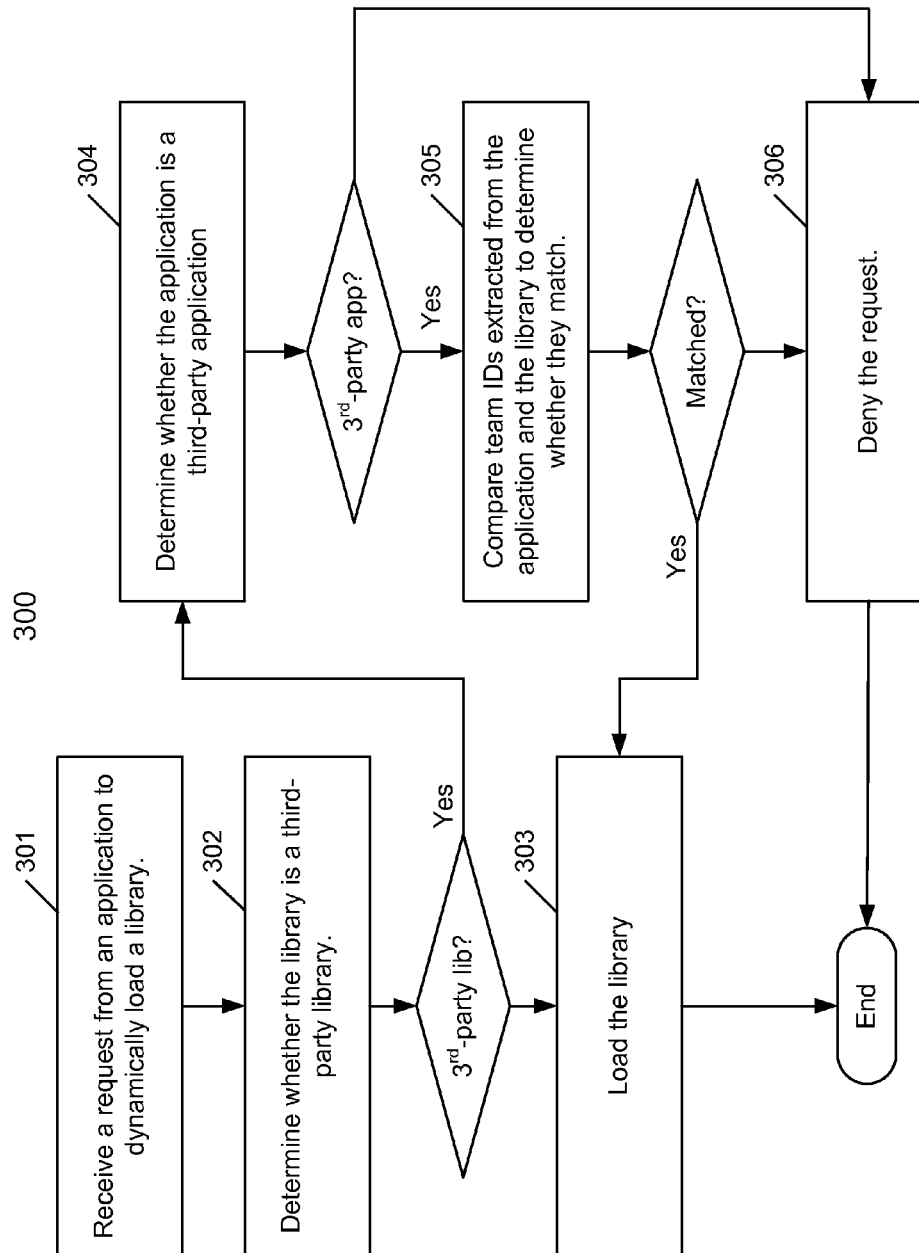 300
301
Receive a request from an application to
dynamically load a library.
302
Determine whether the library is a third-
party library.
3rd-party lib?
Yes
303
Load the library
End
304
Determine whether the application is a
third-party application
3rd-party app?
Yes
305
Compare team IDs extracted from the
application and the library to determine
whether they match.
Matched?
Yes
306
Deny the request.